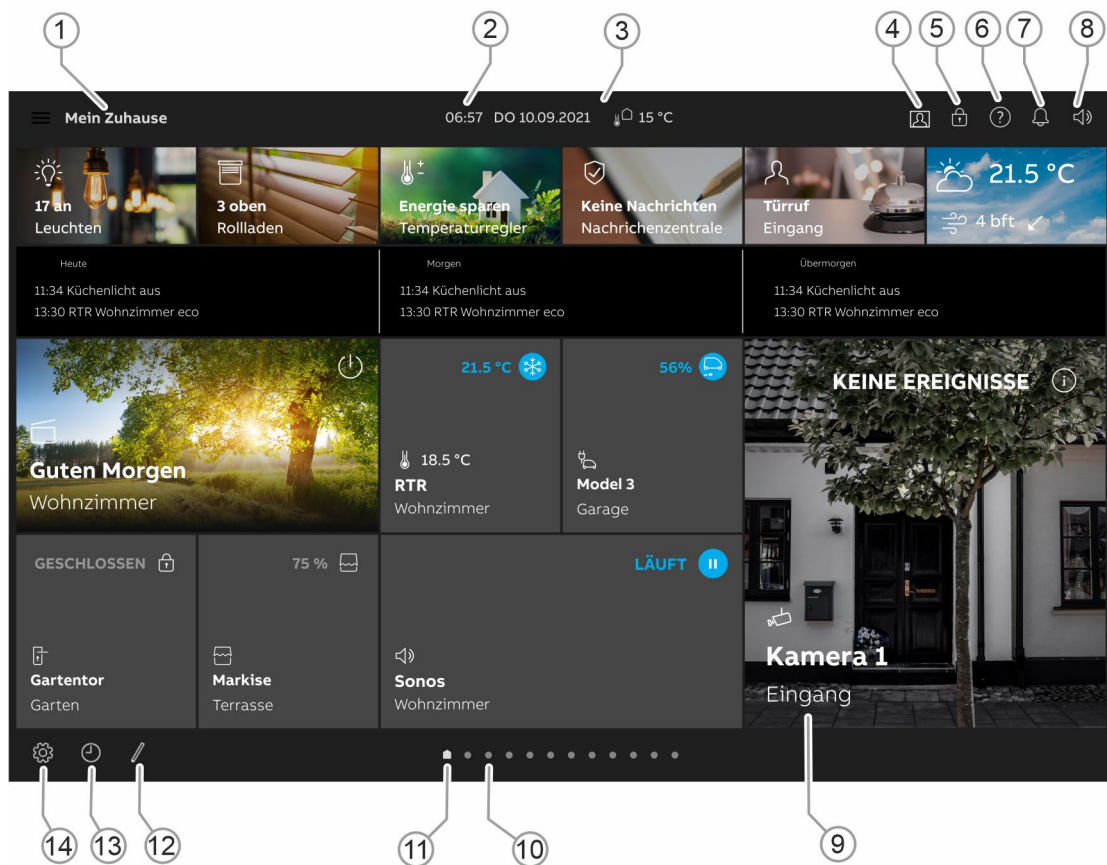 1 2 3 4 5 6 7 8
Mein Zuhause 06:57 DO 10.09.2021 15 °C
17 an
Leuchten
3 oben
Rollladen
Energie sparen
Temperaturregler
Keine Nachrichten
Nachrichenzentrale
Türruf
Eingang
21.5 °C
4 bft
Heute
11:34 Küchenlicht aus
13:30 RTR Wohnzimmer eco
Morgen
11:34 Küchenlicht aus
13:30 RTR Wohnzimmer eco
Übermorgen
11:34 Küchenlicht aus
13:30 RTR Wohnzimmer eco
Guten Morgen
Wohnzimmer
21.5 °C
18.5 °C
RTR
Wohnzimmer
56%
Model 3
Garage
KEINE EREIGNISSE
Kamera 1
Eingang
GESCHLOSSEN
Gartentor
Garten
75 %
Markise
Terrasse
LÄUFT
Sonos
Wohnzimmer
14 13 12 11 10 9